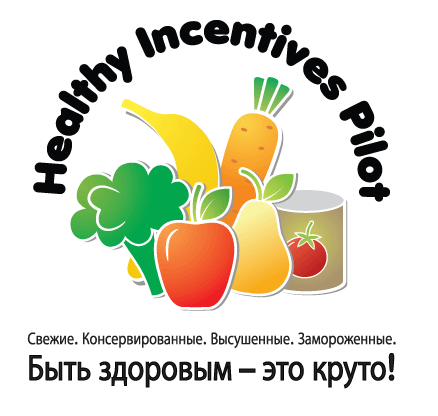 Healthy Incentives Pilot
Свежие. Консервированные. Высушенные. Замороженные.
Быть здоровым – это круто!